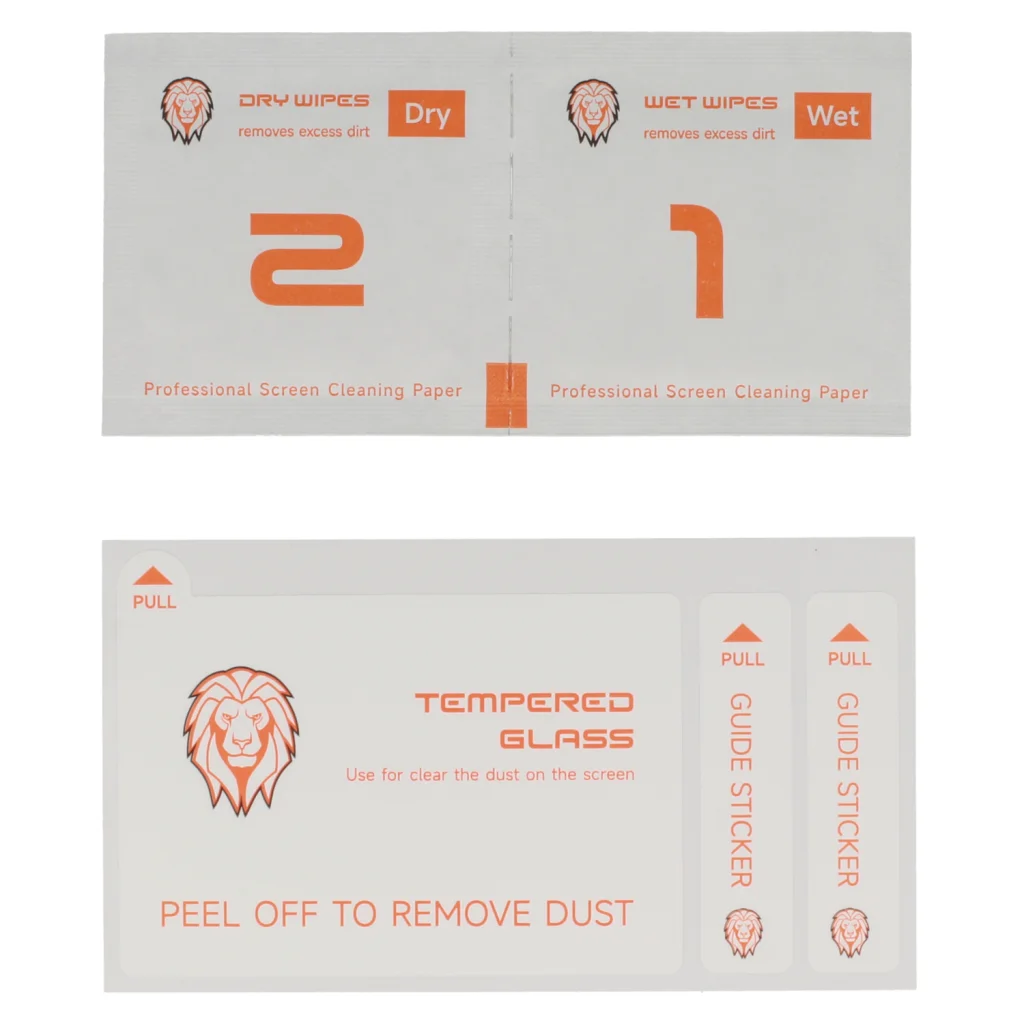 DRY WIPES
removes excess dirt
Dry
2
Professional Screen Cleaning Paper
WET WIPES
removes excess dirt
Wet
1
Professional Screen Cleaning Paper
PULL
TEMPERED
GLASS
Use for clear the dust on the screen
PEEL OFF TO REMOVE DUST
PULL
GUIDE STICKER
PULL
GUIDE STICKER